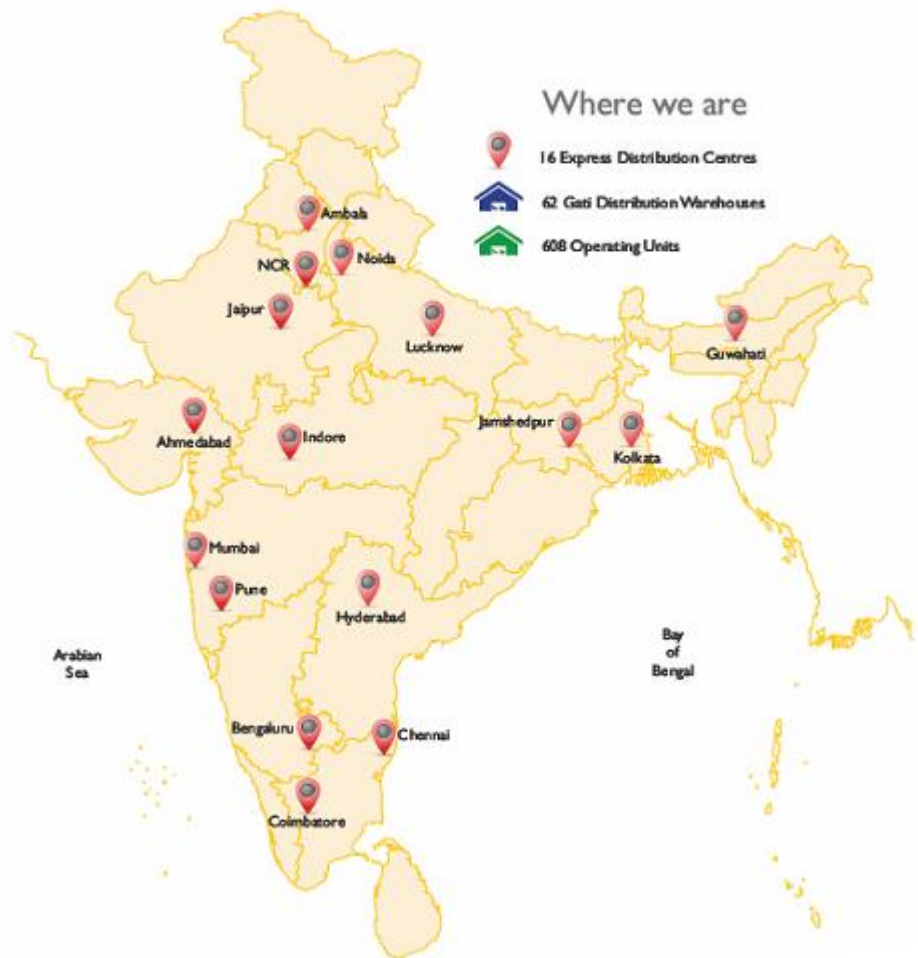 Where we are
16 Express Distribution Centres
62 Gati Distribution Warehouses
608 Operating Units
Ambala
NCR
Noida
Jaipur
Lucknow
Guwahati
Ahmedabad
Indore
Jamshedpur
Kolkata
Mumbai
Pune
Hyderabad
Arabian
Sea
Bay
of
Bengal
Bengaluru
Chennai
Coimbatore